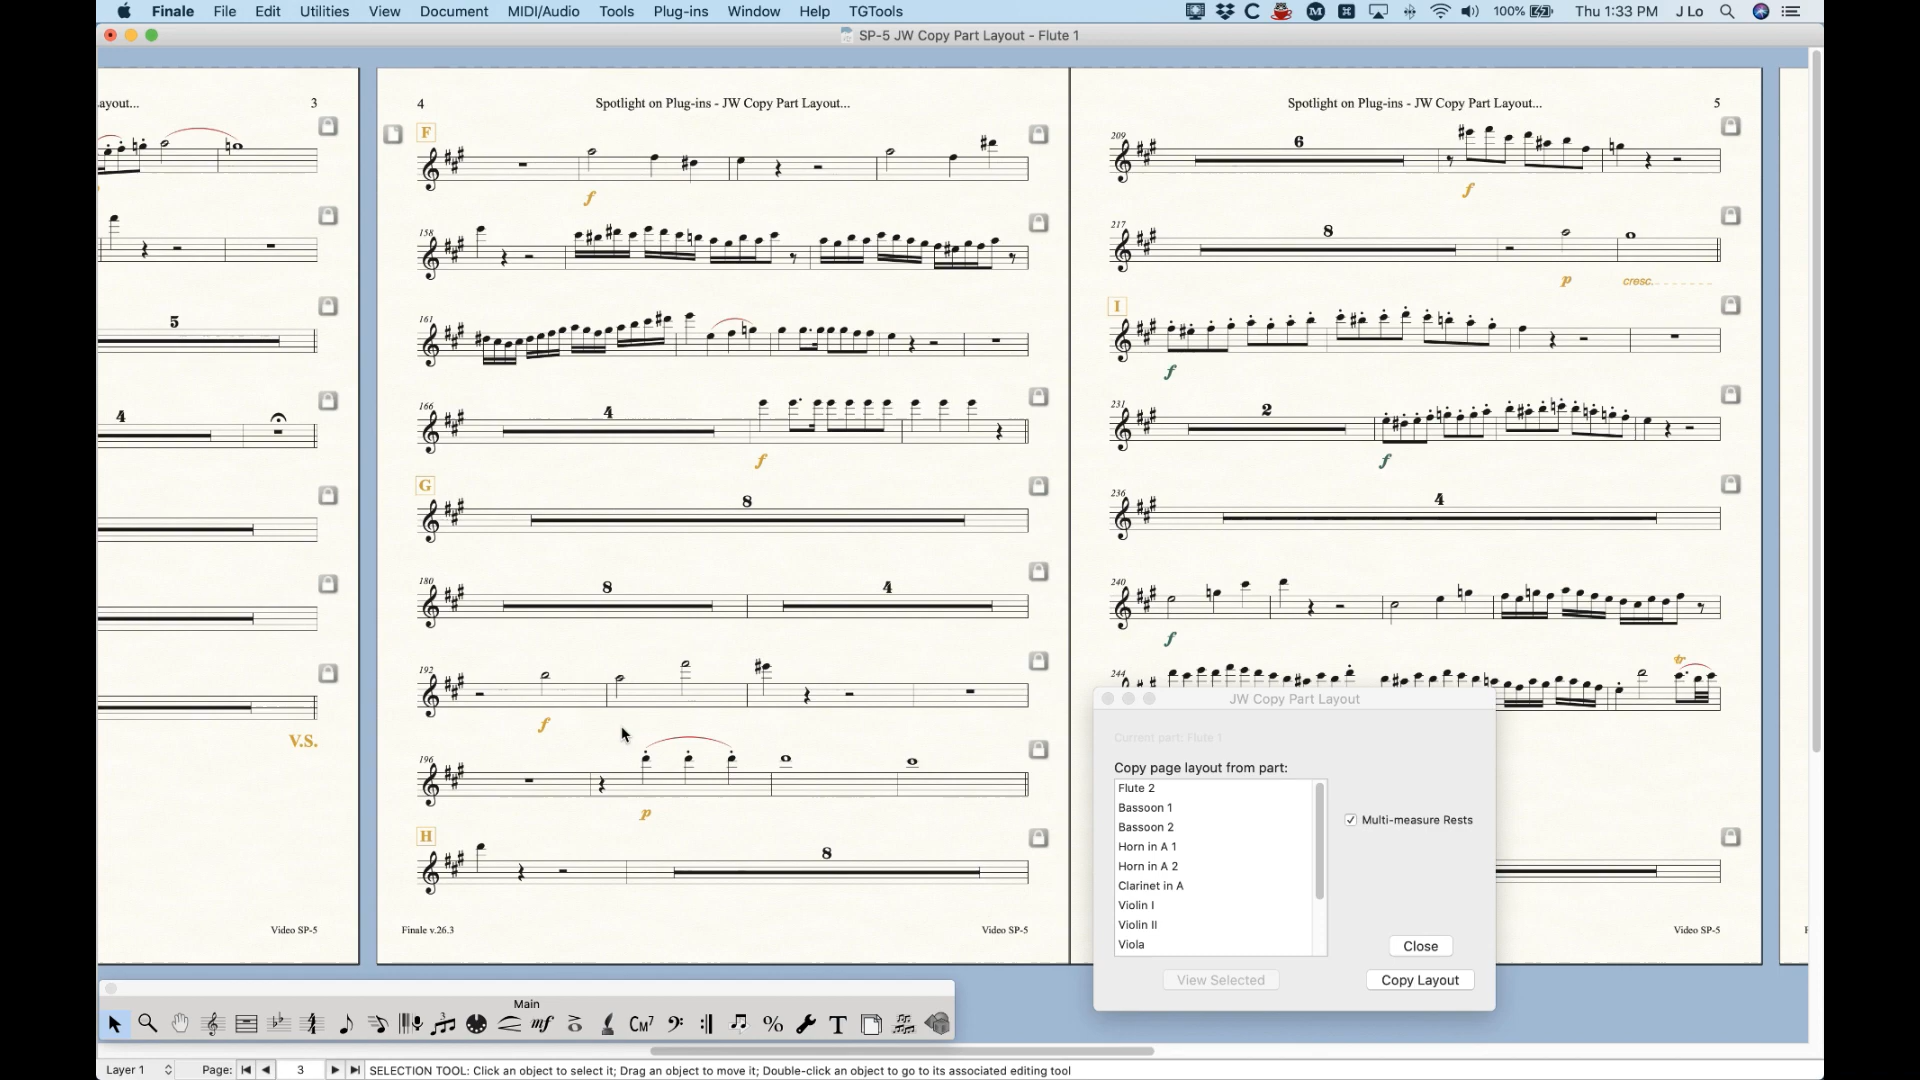 Finale File Edit Utilities View Document MIDI/Audio Tools Plug-ins Window Help TGTools 100% Thu 1:33 PM J Lo
SP-5 JW Copy Part Layout - Flute 1
ayout... 3
5
4
V.S.
Video SP-5
4 Spotlight on Plug-ins - JW Copy Part Layout...
F
f
158
161
166 4
f
G
8
180 8 4
192
f
196
p
H
8
Finale v.26.3 Video SP-5
Spotlight on Plug-ins - JW Copy Part Layout... 5
209 6
f
217 8
p cresc.
I
f
231 2
f
236 4
240
f
244 tr
Video SP-5
JW Copy Part Layout
Current part: Flute 1
Copy page layout from part:
Flute 2
Bassoon 1
Bassoon 2
Horn in A 1
Horn in A 2
Clarinet in A
Violin I
Violin II
Viola
Multi-measure Rests
Close
View Selected
Copy Layout
Main
mf CM7 % T
Layer 1 Page: 3 SELECTION TOOL: Click an object to select it; Drag an object to move it; Double-click an object to go to its associated editing tool